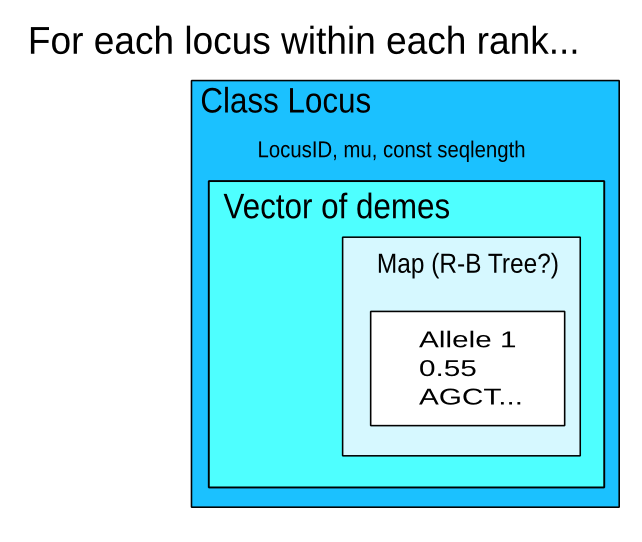 For each locus within each rank...
Class Locus
LocusID, mu, const seqlength
Vector of demes
Map (R-B Tree?)
Allele 1
0.55
AGCT...